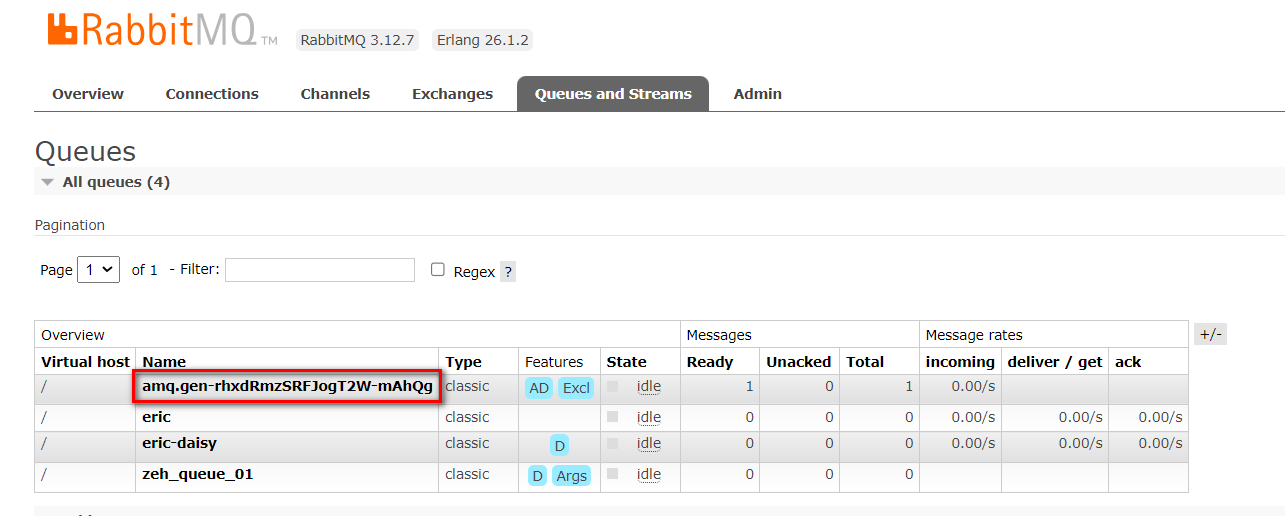 RabbitMQ TM RabbitMQ 3.12.7 Erlang 26.1.2
Overview Connections Channels Exchanges Queues and Streams Admin
Queues
All queues (4)
Pagination
Page 1 of 1 - Filter: Regex ?
Overview Messages Message rates +/-
Virtual host Name Type Features State Ready Unacked Total incoming deliver / get ack
/ amq.gen-rhxdRmzSRFJogT2W-mAhQg classic AD Excl idle 1 0 1 0.00/s
/ eric classic idle 0 0 0 0.00/s 0.00/s 0.00/s
/ eric-daisy classic D idle 0 0 0 0.00/s 0.00/s 0.00/s
/ zeh_queue_01 classic D Args idle 0 0 0